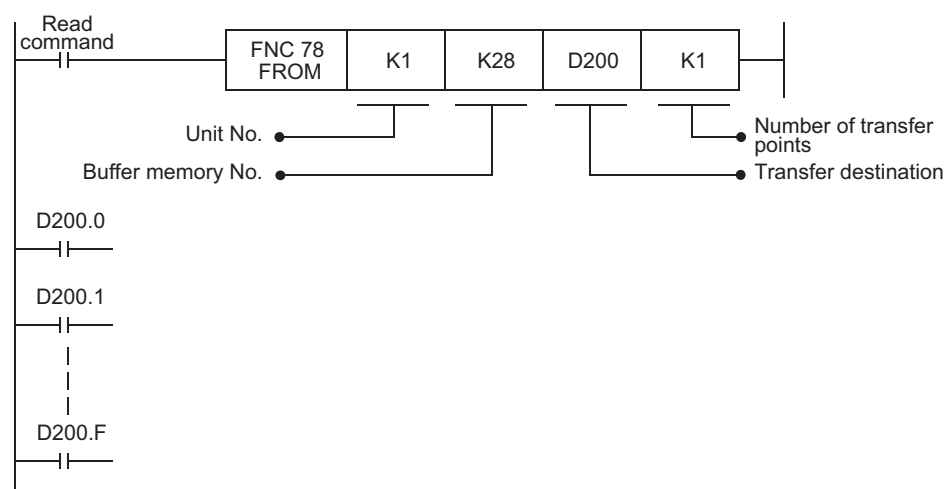 Read
command
FNC 78
FROM
K1
K28
D200
K1
Unit No.
Number of transfer
points
Buffer memory No.
Transfer destination
D200.0
D200.1
D200.F